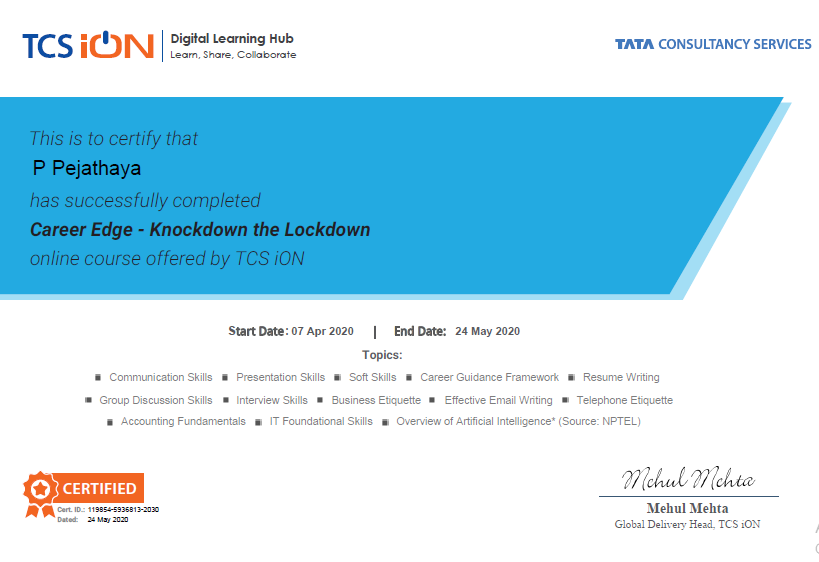 TCS iON Digital Learning Hub
Learn, Share, Collaborate
TATA CONSULTANCY SERVICES
This is to certify that
P Pejathaya
has successfully completed
Career Edge - Knockdown the Lockdown
online course offered by TCS iON
Start Date: 07 Apr 2020 | End Date: 24 May 2020
Topics:
Communication Skills Presentation Skills Soft Skills Career Guidance Framework Resume Writing
Group Discussion Skills Interview Skills Business Etiquette Effective Email Writing Telephone Etiquette
Accounting Fundamentals IT Foundational Skills Overview of Artificial Intelligence* (Source: NPTEL)
CERTIFIED
Cert. ID.: 119854-5936813-2030
Dated: 24 May 2020
Mehul Mehta
Mehul Mehta
Global Delivery Head, TCS iON